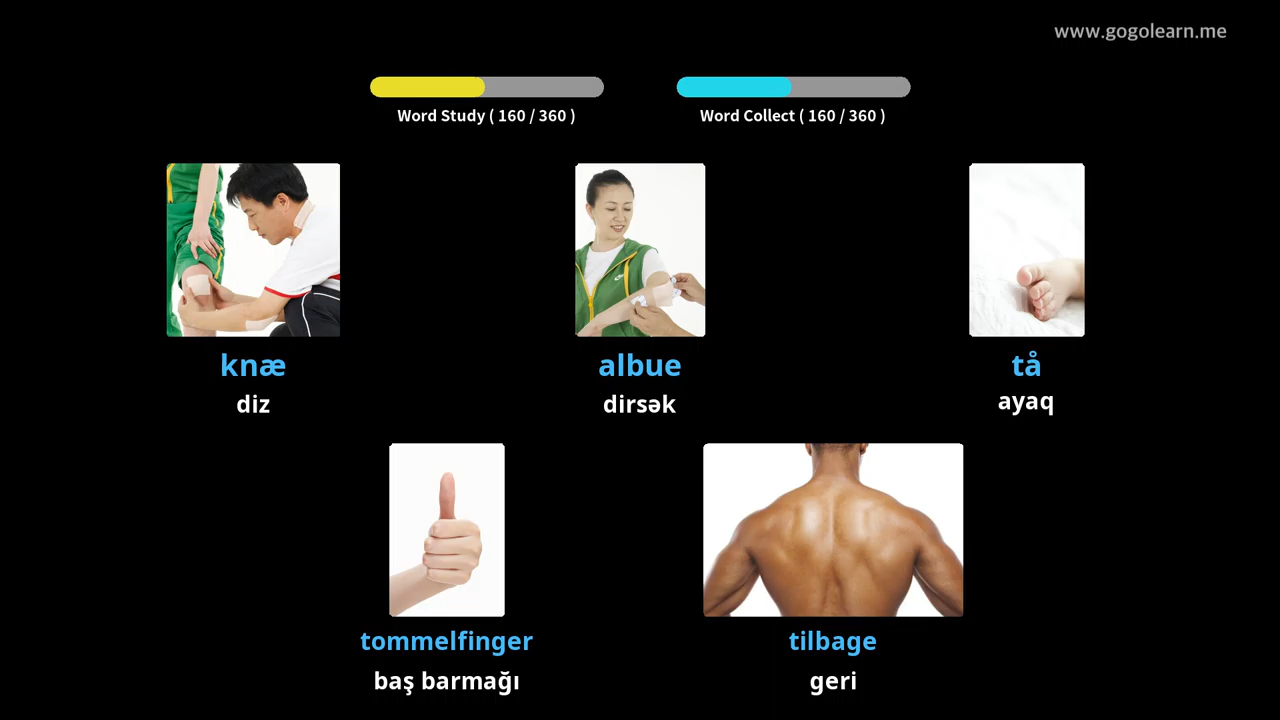 www.gogolearn.me
Word Study ( 160 / 360 )
Word Collect ( 160 / 360 )
knæ
diz
albue
dirsək
tå
ayaq
tommelfinger
baş barmağı
tilbage
geri